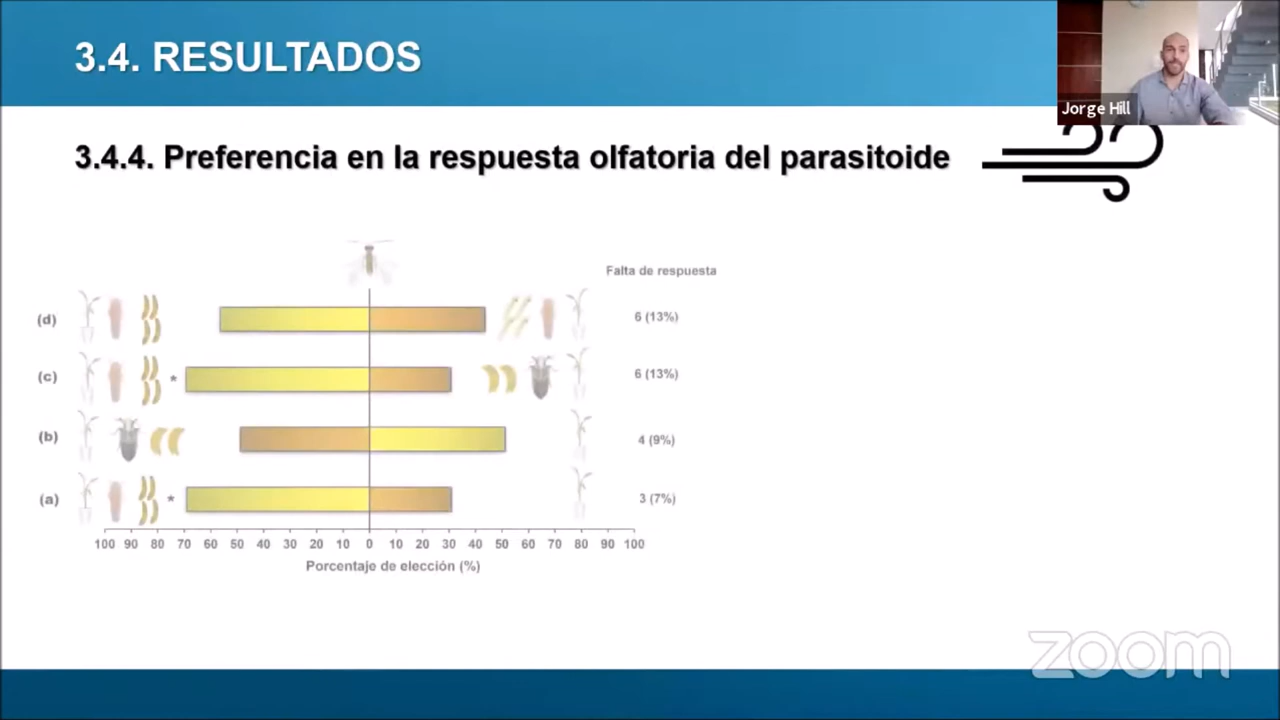 3.4. RESULTADOS
Jorge Hill
3.4.4. Preferencia en la respuesta olfatoria del parasitoide
Falta de respuesta
(d) 6 (13%)
(c) * 6 (13%)
(b) 4 (9%)
(a) * 3 (7%)
100 90 80 70 60 50 40 30 20 10 0 10 20 30 40 50 60 70 80 90 100
Porcentaje de elección (%)
zoom